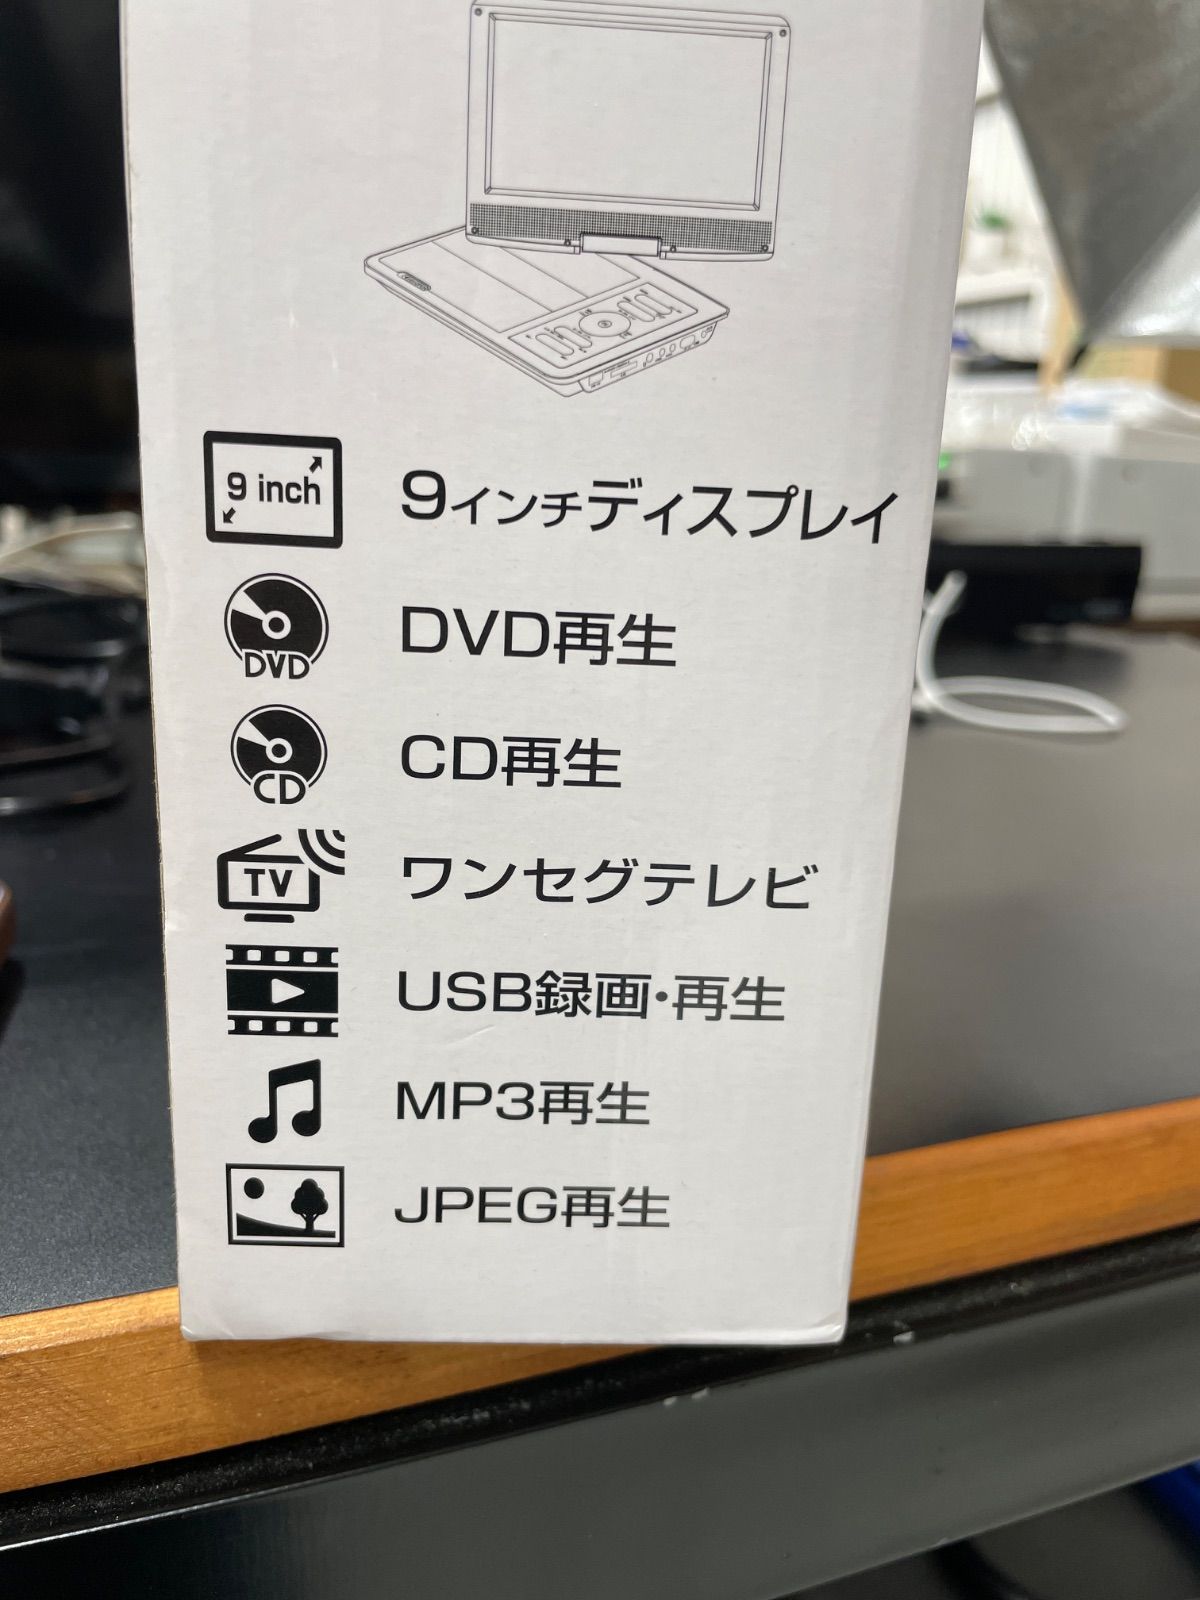 9 inch
9インチディスプレイ
DVD
DVD再生
CD
CD再生
TV
ワンセグテレビ
USB録画・再生
MP3再生
JPEG再生